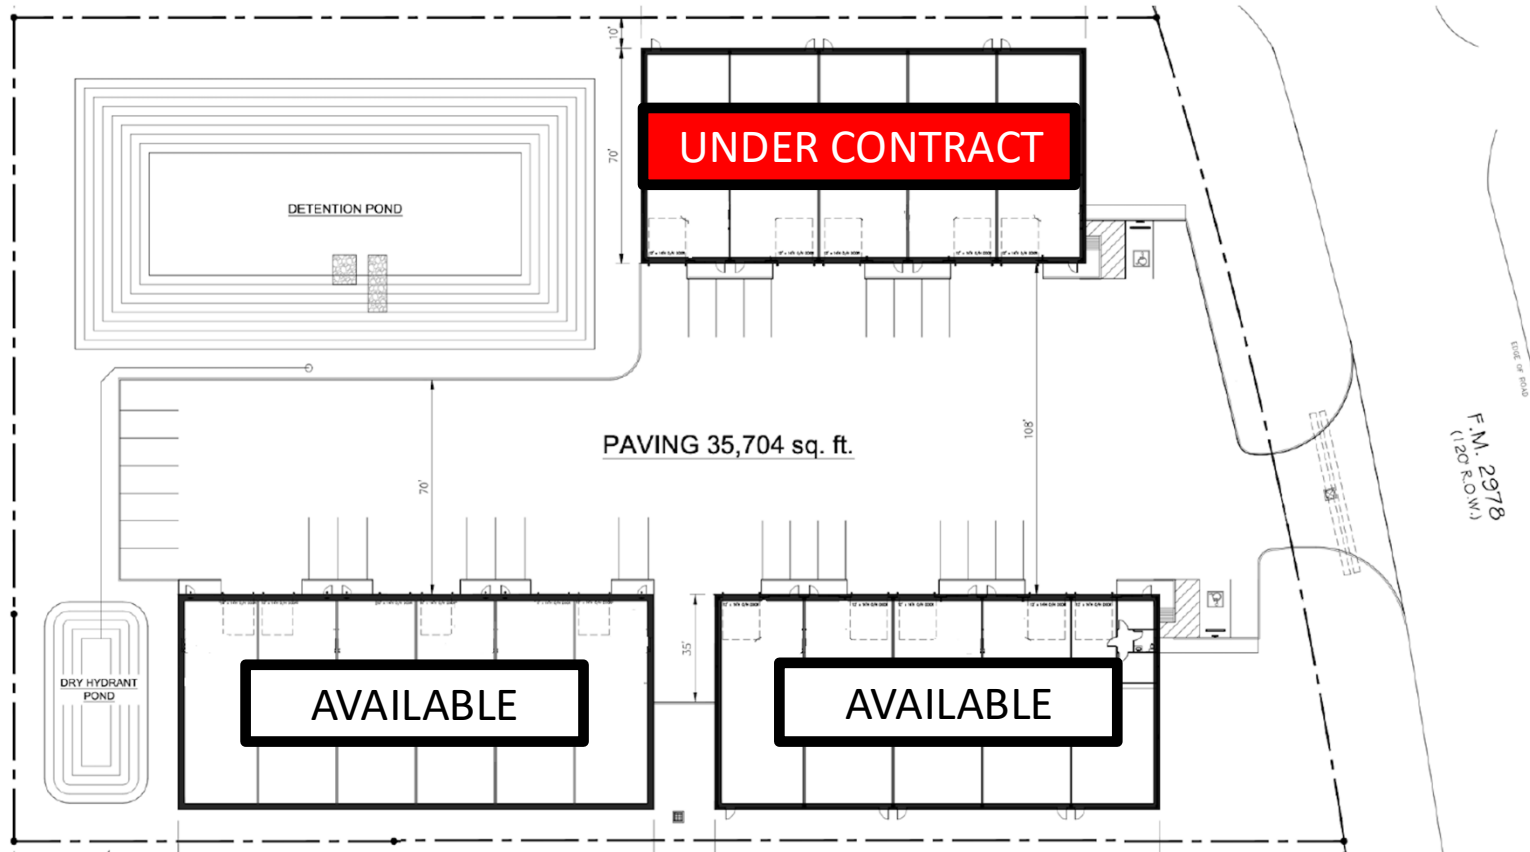 10'
70'
UNDER CONTRACT
DETENTION POND
EDGE OF ROAD
F.M. 2978
(120' R.O.W.)
108'
PAVING 35,704 sq. ft.
70'
35'
DRY HYDRANT
POND
AVAILABLE
AVAILABLE